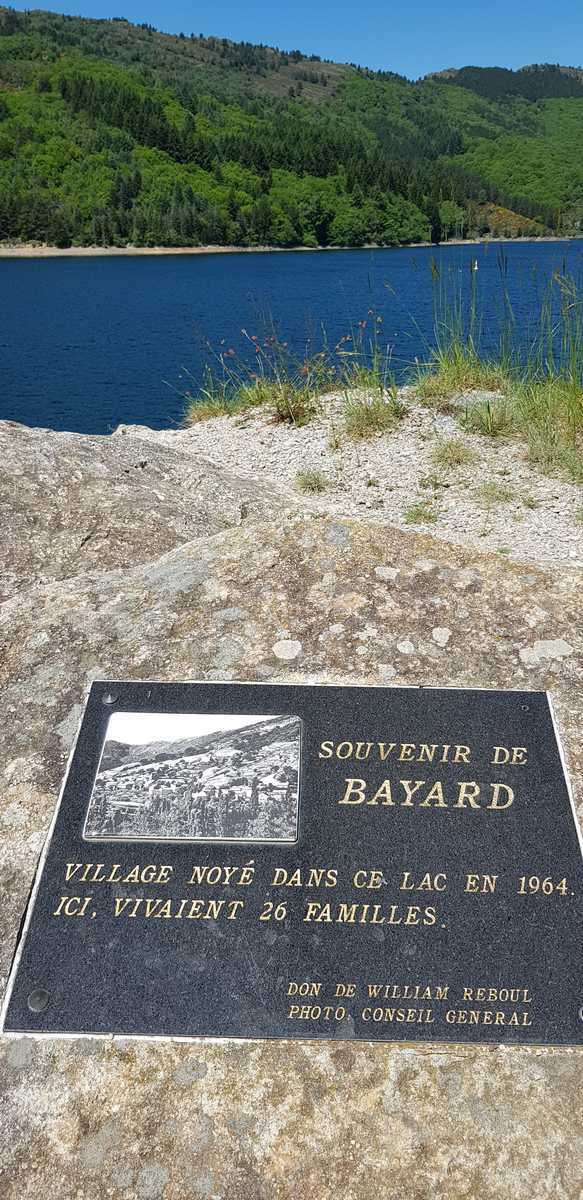 SOUVENIR DE
BAYARD
VILLAGE NOYÉ DANS CE LAC EN 1964.
ICI, VIVAIENT 26 FAMILLES.
DON DE WILLIAM REBOUL
PHOTO. CONSEIL GENERAL